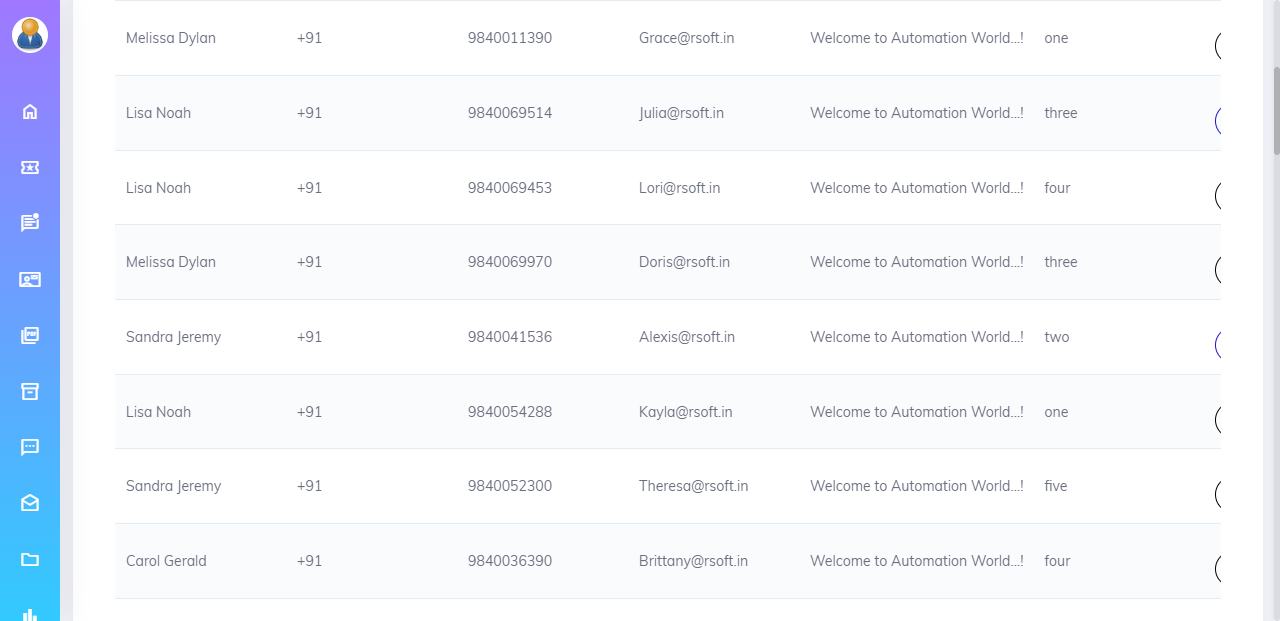 Melissa Dylan +91 9840011390 Grace@rsoft.in Welcome to Automation World...! one
Lisa Noah +91 9840069514 Julia@rsoft.in Welcome to Automation World...! three
Lisa Noah +91 9840069453 Lori@rsoft.in Welcome to Automation World...! four
Melissa Dylan +91 9840069970 Doris@rsoft.in Welcome to Automation World...! three
Sandra Jeremy +91 9840041536 Alexis@rsoft.in Welcome to Automation World...! two
Lisa Noah +91 9840054288 Kayla@rsoft.in Welcome to Automation World...! one
Sandra Jeremy +91 9840052300 Theresa@rsoft.in Welcome to Automation World...! five
Carol Gerald +91 9840036390 Brittany@rsoft.in Welcome to Automation World...! four